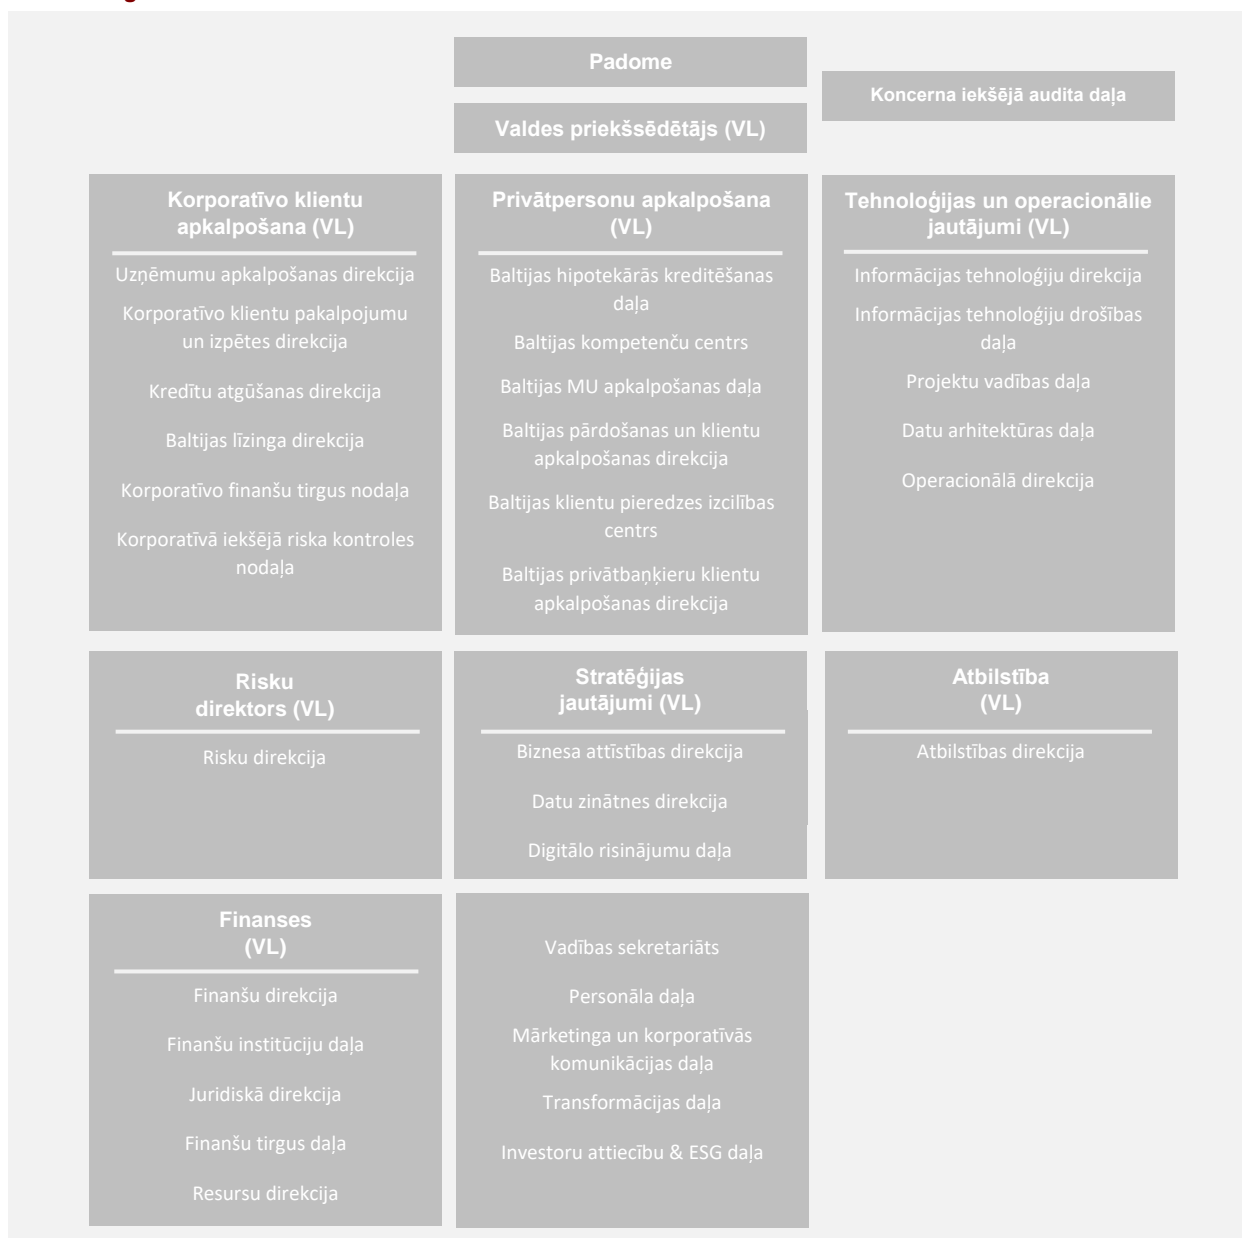 Padome
Koncerna iekšējā audita daļa
Valdes priekšsēdētājs (VL)
Korporatīvo klientu
apkalpošana (VL)
Uzņēmumu apkalpošanas direkcija
Korporatīvo klientu pakalpojumu
un izpētes direkcija
Kredītu atgūšanas direkcija
Baltijas līzinga direkcija
Korporatīvo finanšu tirgus nodaļa
Korporatīvā iekšējā riska kontroles
nodaļa
Privātpersonu apkalpošana
(VL)
Baltijas hipotekārās kreditēšanas
daļa
Baltijas kompetenču centrs
Baltijas MU apkalpošanas daļa
Baltijas pārdošanas un klientu
apkalpošanas direkcija
Baltijas klientu pieredzes izcilības
centrs
Baltijas privātbaņķieru klientu
apkalpošanas direkcija
Tehnoloģijas un operacionālie
jautājumi (VL)
Informācijas tehnoloģiju direkcija
Informācijas tehnoloģiju drošības
daļa
Projektu vadības daļa
Datu arhitektūras daļa
Operacionālā direkcija
Risku
direktors (VL)
Risku direkcija
Stratēģijas
jautājumi (VL)
Biznesa attīstības direkcija
Datu zinātnes direkcija
Digitālo risinājumu daļa
Atbilstība
(VL)
Atbilstības direkcija
Finanses
(VL)
Finanšu direkcija
Finanšu institūciju daļa
Juridiskā direkcija
Finanšu tirgus daļa
Resursu direkcija
Vadības sekretariāts
Personāla daļa
Mārketinga un korporatīvās
komunikācijas daļa
Transformācijas daļa
Investoru attiecību & ESG daļa